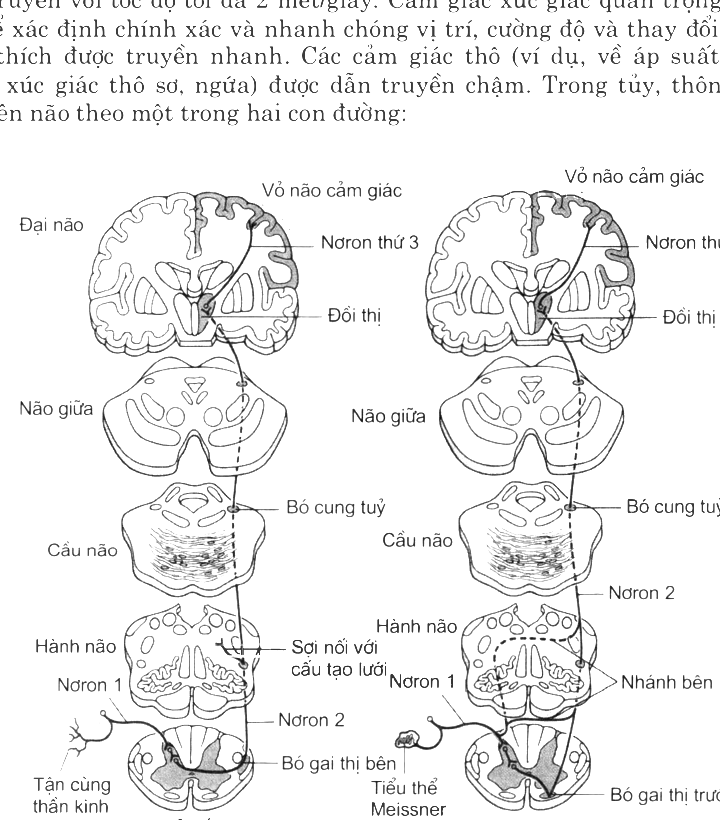 truyền với tốc độ tối đa 2 mét/giây. Cảm giác xúc giác quan trọng
để xác định chính xác và nhanh chóng vị trí, cường độ và thay đổi
thích được truyền nhanh. Các cảm giác thô (ví dụ, về áp suất
xúc giác thô sơ, ngứa) được dẫn truyền chậm. Trong tủy, thôn
ên não theo một trong hai con đường:
Vỏ não cảm giác
Đại não
Nơron thứ 3
Đồi thị
Não giữa
Bó cung tuỷ
Cầu não
Hành não
Sợi nối với
cấu tạo lưới
Nơron 1
Nơron 2
Bó gai thị bên
Tận cùng
thần kinh
Vỏ não cảm giác
Nơron thứ
Đồi thị
Não giữa
Bó cung tuỷ
Cầu não
Nơron 2
Hành não
Nơron 1
Nhánh bên
Tiểu thể
Meissner
Bó gai thị trư